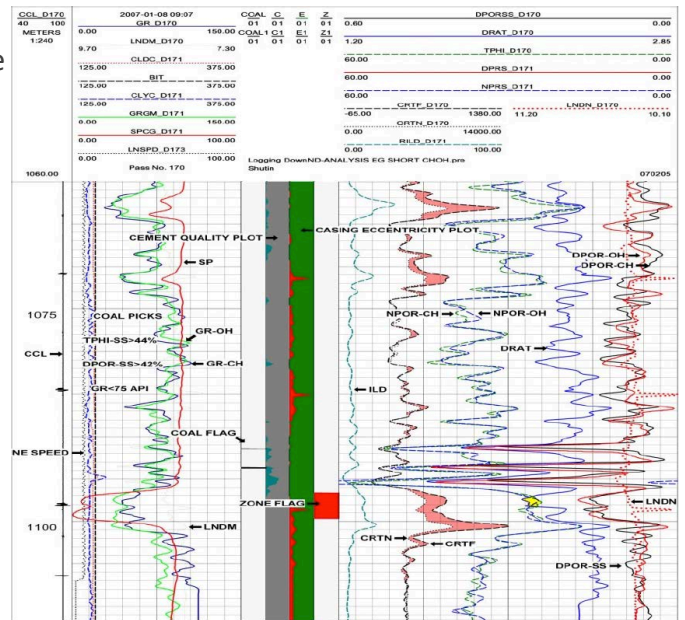 CCL_D170
40 100
METERS
1:240
2007-01-08 09:07
GR_D170
0.00 150.00
LNDM_D170
9.70 7.30
CLDC_D171
125.00 375.00
BIT
125.00 375.00
CLYC_D171
125.00 375.00
GRGM_D171
0.00 150.00
SPCG_D171
0.00 100.00
LNSPD_D173
0.00 100.00
Pass No. 170
COAL C E Z
01 01 01 01
COAL1 C1 E1 Z1
01 01 01 01
Logging DownND-ANALYSIS EG SHORT CHOH.prs
Shutin
DPORSS_D170
0.60 0.00
DRAT_D170
1.20 2.85
TPHI_D170
60.00 0.00
DPRS_D171
60.00 0.00
NPRS_D171
60.00 0.00
CRTF_D170
-65.00 1380.00
LNDN_D170
11.20 10.10
CRTN_D170
0.00 14000.00
RILD_D171
0.00 100.00
1060.00
070205
CEMENT QUALITY PLOT
CASING ECCENTRICITY PLOT
SP
DPOR-OH
DPOR-CH
1075
COAL PICKS
NPOR-CH
NPOR-OH
TPHI-SS>44%
GR-OH
DRAT
CCL
DPOR-SS>42%
GR-CH
GR<75 API
ILD
COAL FLAG
NE SPEED
ZONE FLAG
LNDN
1100
LNDM
CRTN
CRTF
DPOR-SS